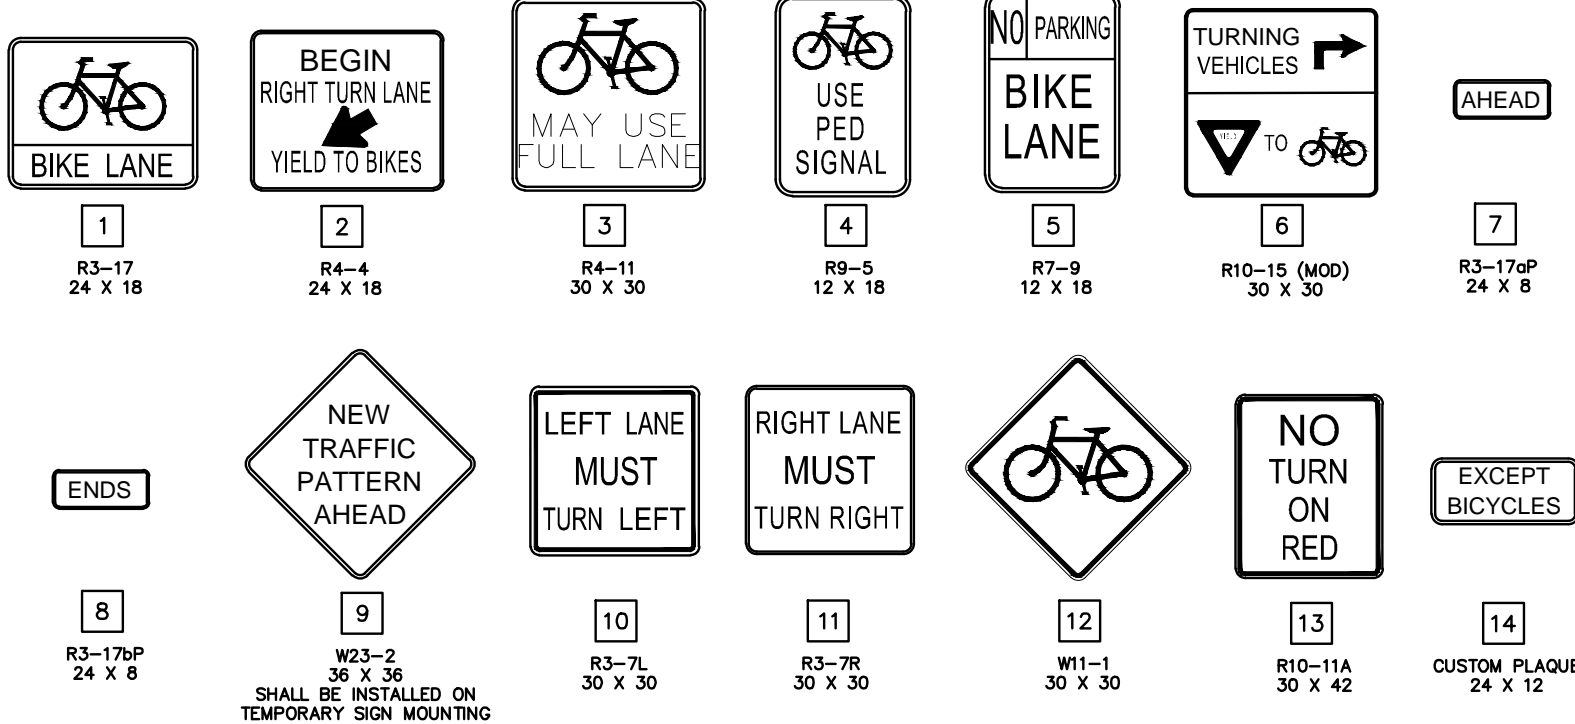 BIKE LANE
1
R3-17
24 X 18
BEGIN
RIGHT TURN LANE
YIELD TO BIKES
2
R4-4
24 X 18
MAY USE
FULL LANE
3
R4-11
30 X 30
USE
PED
SIGNAL
4
R9-5
12 X 18
NO PARKING
BIKE
LANE
5
R7-9
12 X 18
TURNING
VEHICLES
YIELD
TO
6
R10-15 (MOD)
30 X 30
AHEAD
7
R3-17aP
24 X 8
ENDS
8
R3-17bP
24 X 8
NEW
TRAFFIC
PATTERN
AHEAD
9
W23-2
36 X 36
SHALL BE INSTALLED ON
TEMPORARY SIGN MOUNTING
LEFT LANE
MUST
TURN LEFT
10
R3-7L
30 X 30
RIGHT LANE
MUST
TURN RIGHT
11
R3-7R
30 X 30
12
W11-1
30 X 30
NO
TURN
ON
RED
13
R10-11A
30 X 42
EXCEPT
BICYCLES
14
CUSTOM PLAQUE
24 X 12